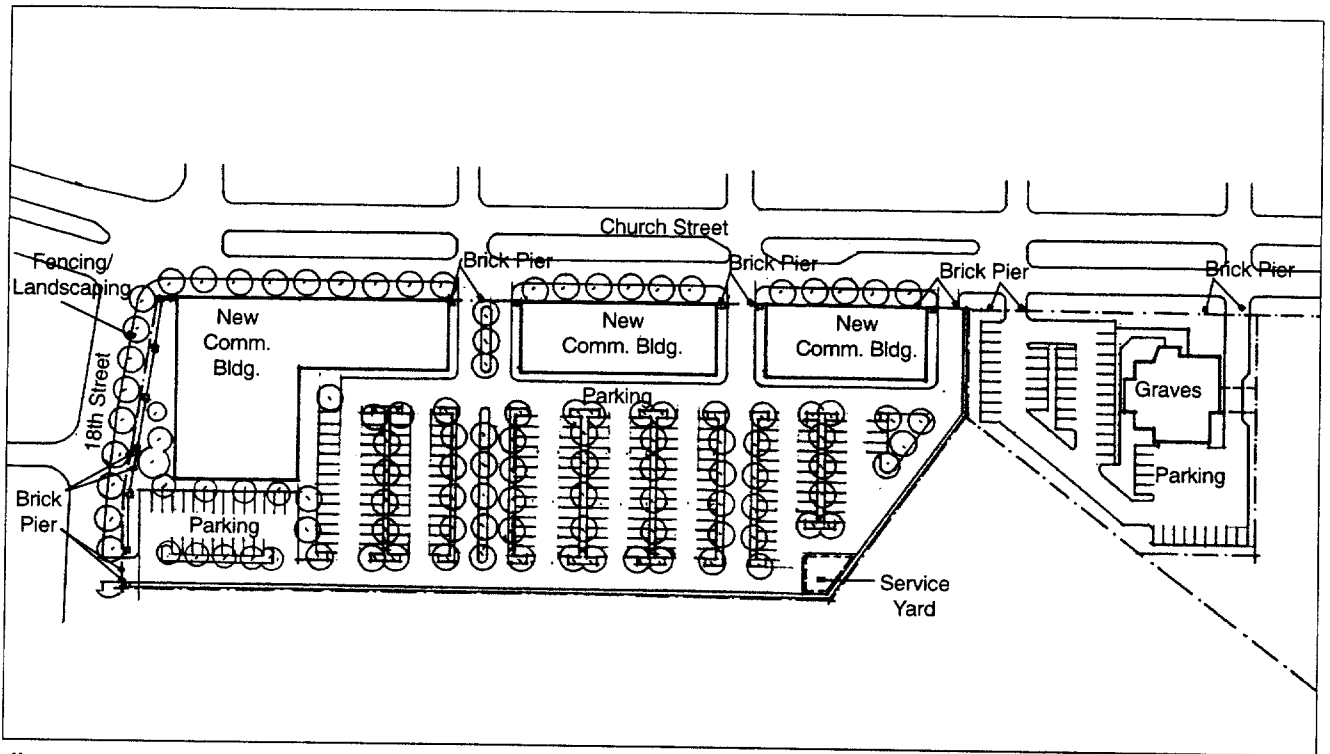 Church Street
Fencing/
Landscaping
Brick Pier
Brick Pier
Brick Pier
Brick Pier
New
Comm.
Bldg.
New
Comm. Bldg.
New
Comm. Bldg.
18th Street
Parking
Graves
Parking
Brick
Pier
Parking
Service
Yard